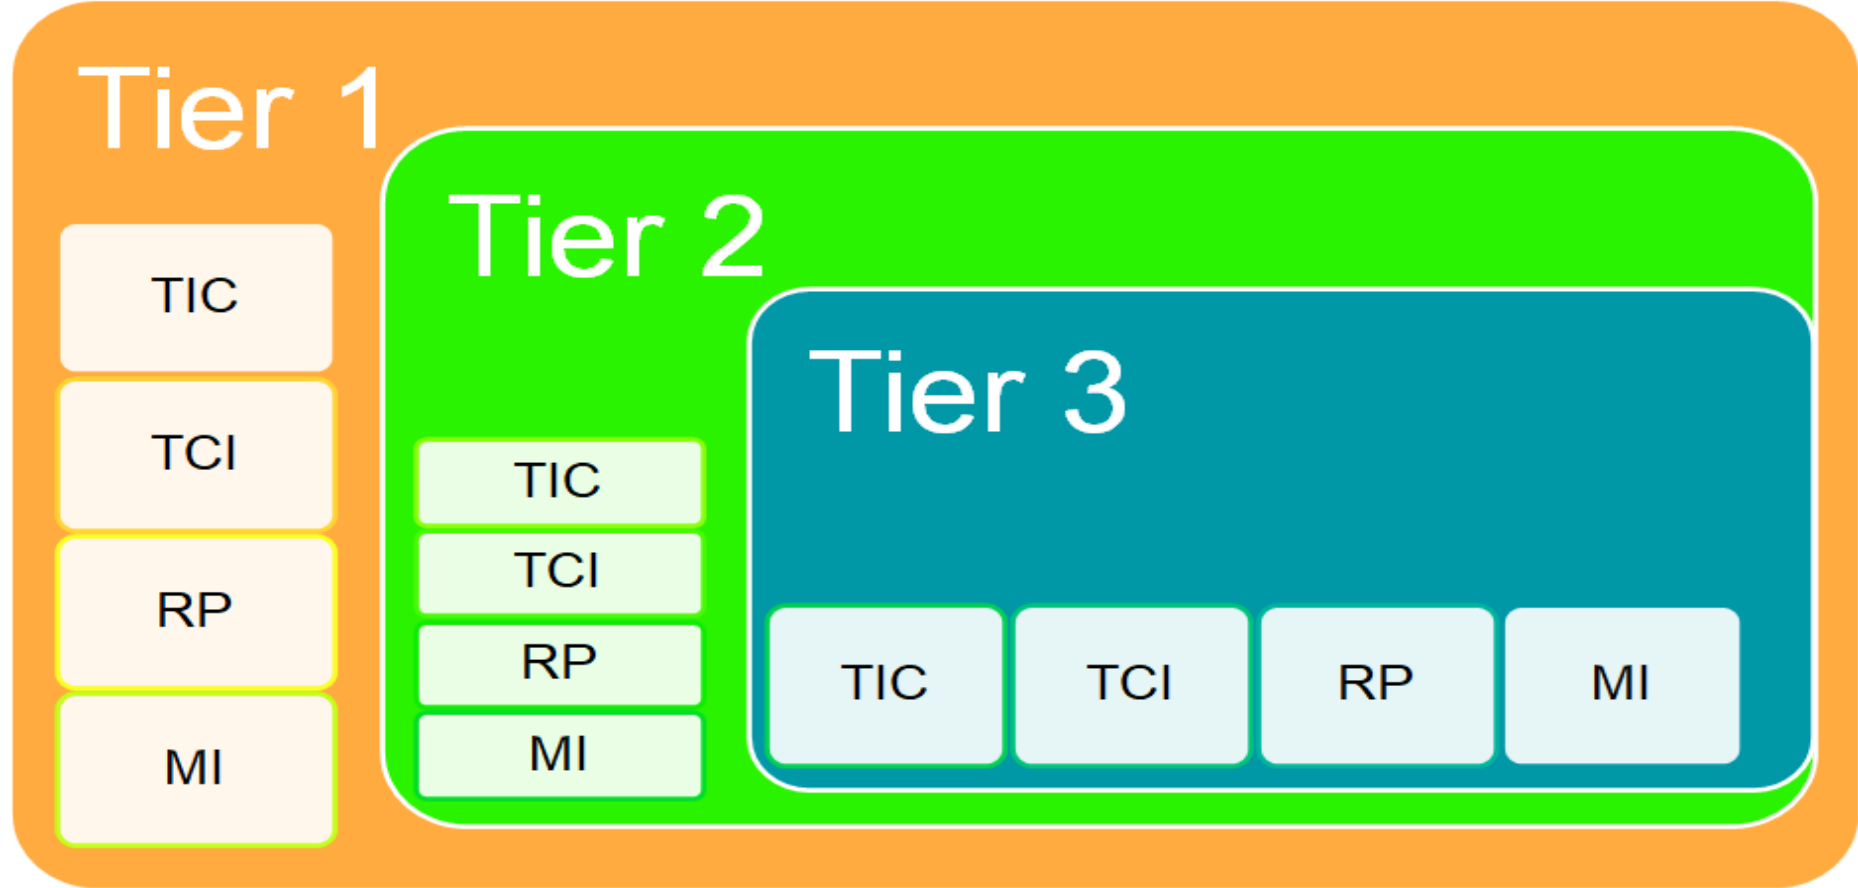 Tier 1
TIC
TCI
RP
MI
Tier 2
TIC
TCI
RP
MI
Tier 3
TIC TCI RP MI